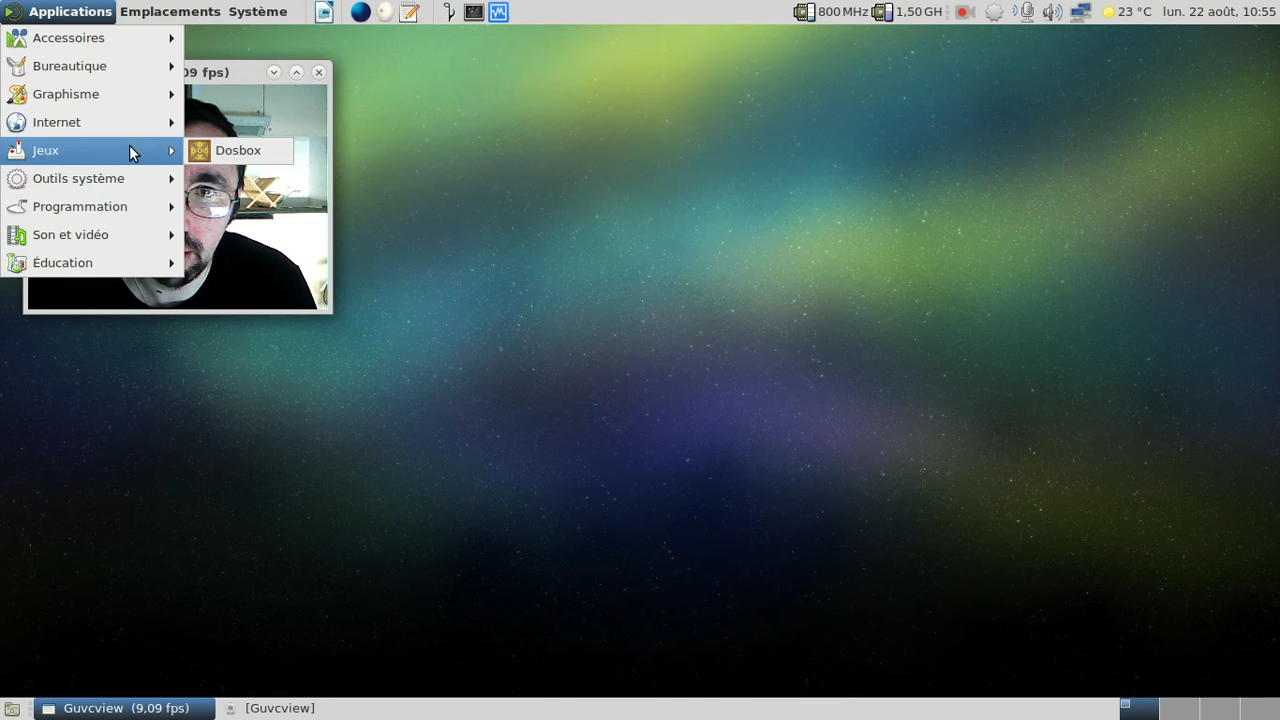 Applications Emplacements Système 800 MHz 1,50 GH 23 °C lun. 22 août, 10:55
Accessoires
Bureautique
Graphisme
Internet
Jeux
Outils système
Programmation
Son et vidéo
Éducation
09 fps)
Dosbox
Guvcview (9,09 fps) [Guvcview]